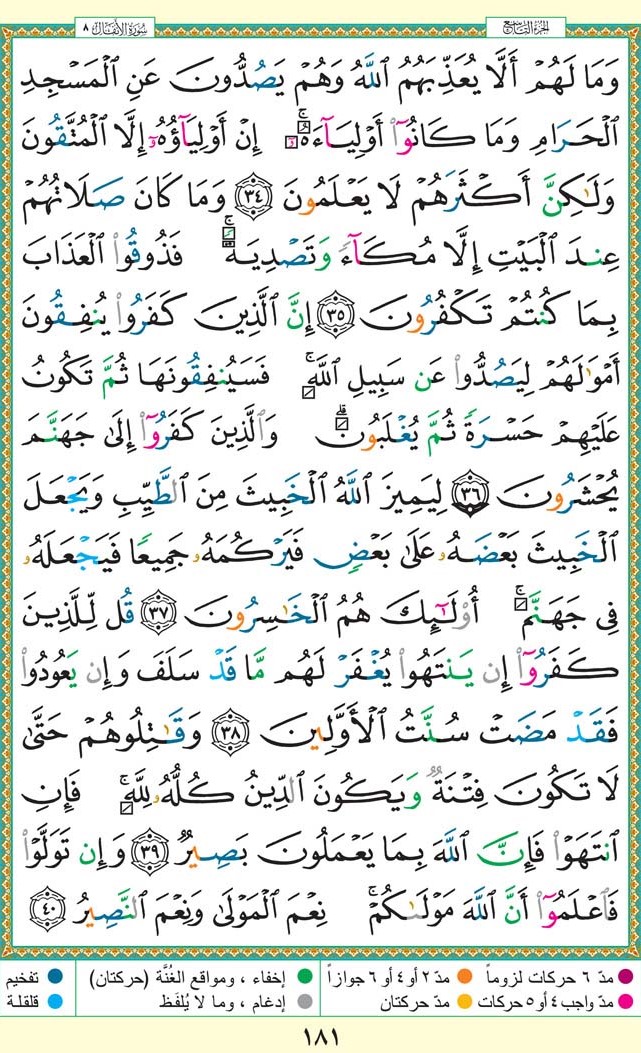 الجزء التاسع
سورة الأنفال ٨
وَمَا لَهُمْ أَلَّا يُعَذِّبَهُمُ ٱللَّهُ وَهُمْ يَصُدُّونَ عَنِ ٱلْمَسْجِدِ
ٱلْحَرَامِ وَمَا كَانُوٓا۟ أَوْلِيَآءَهُۥٓ ۚ إِنْ أَوْلِيَآؤُهُۥٓ إِلَّا ٱلْمُتَّقُونَ
وَلَـٰكِنَّ أَكْثَرَهُمْ لَا يَعْلَمُونَ ٣٤ وَمَا كَانَ صَلَاتُهُمْ
عِندَ ٱلْبَيْتِ إِلَّا مُكَآءً وَتَصْدِيَةً ۚ فَذُوقُوا۟ ٱلْعَذَابَ
بِمَا كُنتُمْ تَكْفُرُونَ ٣٥ إِنَّ ٱلَّذِينَ كَفَرُوا۟ يُنفِقُونَ
أَمْوَٰلَهُمْ لِيَصُدُّوا۟ عَن سَبِيلِ ٱللَّهِ ۚ فَسَيُنفِقُونَهَا ثُمَّ تَكُونُ
عَلَيْهِمْ حَسْرَةً ثُمَّ يُغْلَبُونَ ۗ وَٱلَّذِينَ كَفَرُوٓا۟ إِلَىٰ جَهَنَّمَ
يُحْشَرُونَ ٣٦ لِيَمِيزَ ٱللَّهُ ٱلْخَبِيثَ مِنَ ٱلطَّيِّبِ وَيَجْعَلَ
ٱلْخَبِيثَ بَعْضَهُۥ عَلَىٰ بَعْضٍ فَيَرْكُمَهُۥ جَمِيعًا فَيَجْعَلَهُۥ
فِى جَهَنَّمَ ۚ أُو۟لَـٰٓئِكَ هُمُ ٱلْخَـٰسِرُونَ ٣٧ قُل لِّلَّذِينَ
كَفَرُوٓا۟ إِن يَنتَهُوا۟ يُغْفَرْ لَهُم مَّا قَدْ سَلَفَ وَإِن يَعُودُوا۟
فَقَدْ مَضَتْ سُنَّتُ ٱلْأَوَّلِينَ ٣٨ وَقَـٰتِلُوهُمْ حَتَّىٰ
لَا تَكُونَ فِتْنَةٌ وَيَكُونَ ٱلدِّينُ كُلُّهُۥ لِلَّهِ ۚ فَإِنِ
ٱنتَهَوْا۟ فَإِنَّ ٱللَّهَ بِمَا يَعْمَلُونَ بَصِيرٌ ٣٩ وَإِن تَوَلَّوْا۟
فَٱعْلَمُوٓا۟ أَنَّ ٱللَّهَ مَوْلَىٰكُمْ ۚ نِعْمَ ٱلْمَوْلَىٰ وَنِعْمَ ٱلنَّصِيرُ ٤٠
مدّ ٦ حركات لزوماً مدّ ٢ أو ٤ أو ٦ جوازاً إخفاء ، ومواقع الغُنَّة (حركتان) تفخيم
مدّ واجب ٤ أو ٥ حركات مدّ حركتان إدغام ، وما لا يُلفَظ قلقلة
١٨١